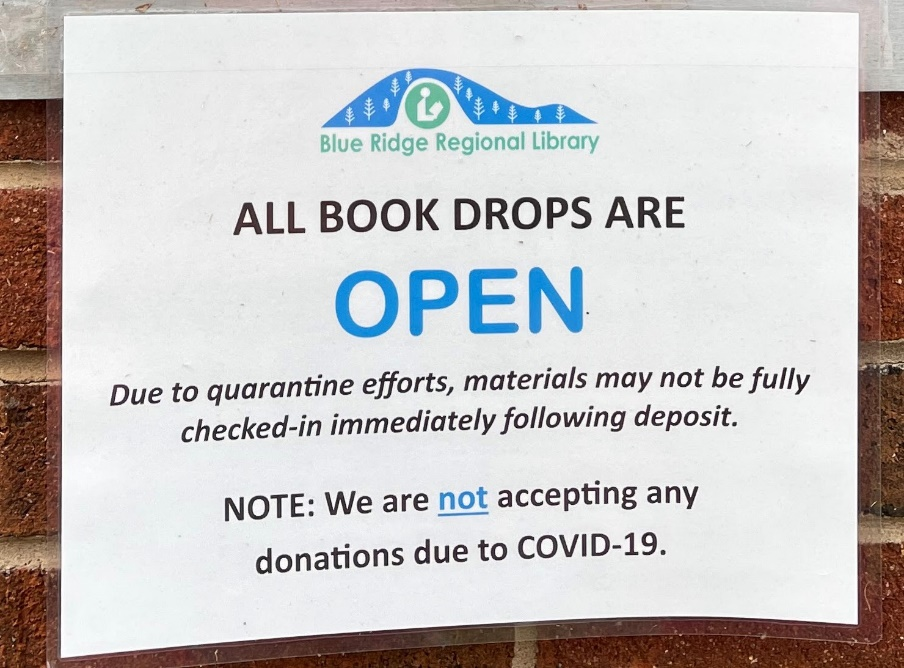 Blue Ridge Regional Library
ALL BOOK DROPS ARE
OPEN
Due to quarantine efforts, materials may not be fully
checked-in immediately following deposit.
NOTE: We are not accepting any
donations due to COVID-19.